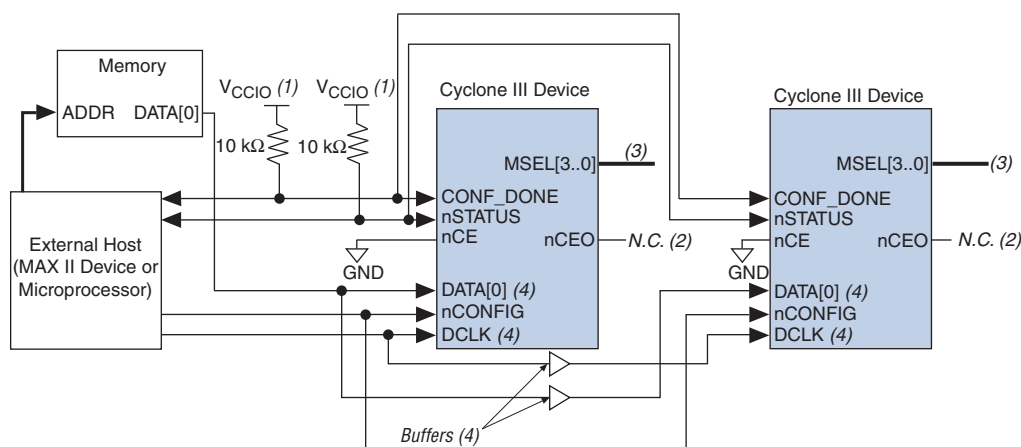 Memory
ADDR DATA[0]
VCCIO (1)
VCCIO (1)
10 kΩ
10 kΩ
Cyclone III Device
Cyclone III Device
MSEL[3..0] (3)
MSEL[3..0] (3)
External Host
(MAX II Device or
Microprocessor)
CONF_DONE
nSTATUS
nCE
nCEO
N.C. (2)
GND
DATA[0] (4)
nCONFIG
DCLK (4)
CONF_DONE
nSTATUS
nCE
nCEO
N.C. (2)
GND
DATA[0] (4)
nCONFIG
DCLK (4)
Buffers (4)